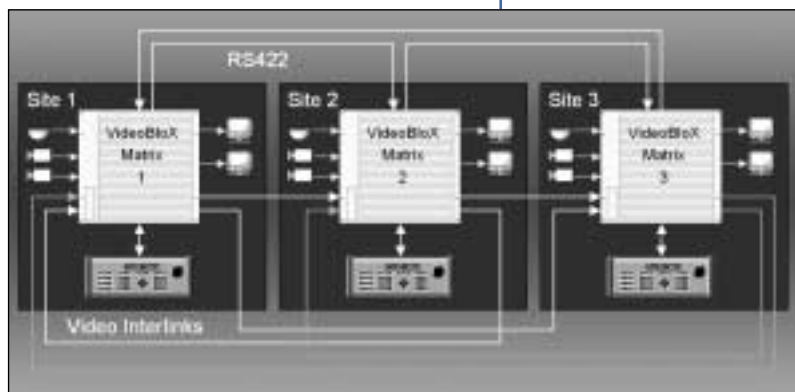 RS422
Site 1
VideoBloX
Matrix
1
Site 2
VideoBloX
Matrix
2
Site 3
VideoBloX
Matrix
3
Video Interlinks